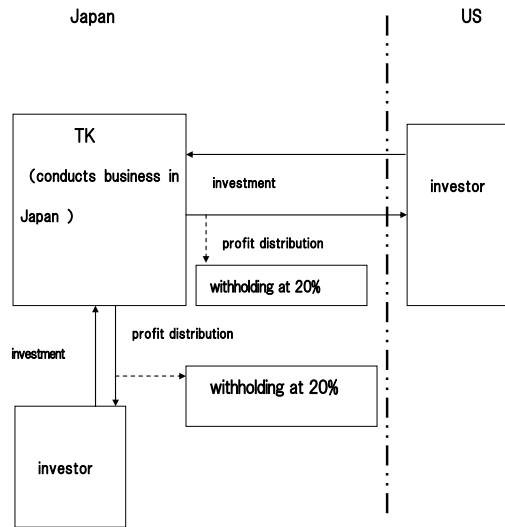 Japan
US
TK
(conducts business in
Japan )
investment
investor
profit distribution
withholding at 20%
investment
profit distribution
withholding at 20%
investor